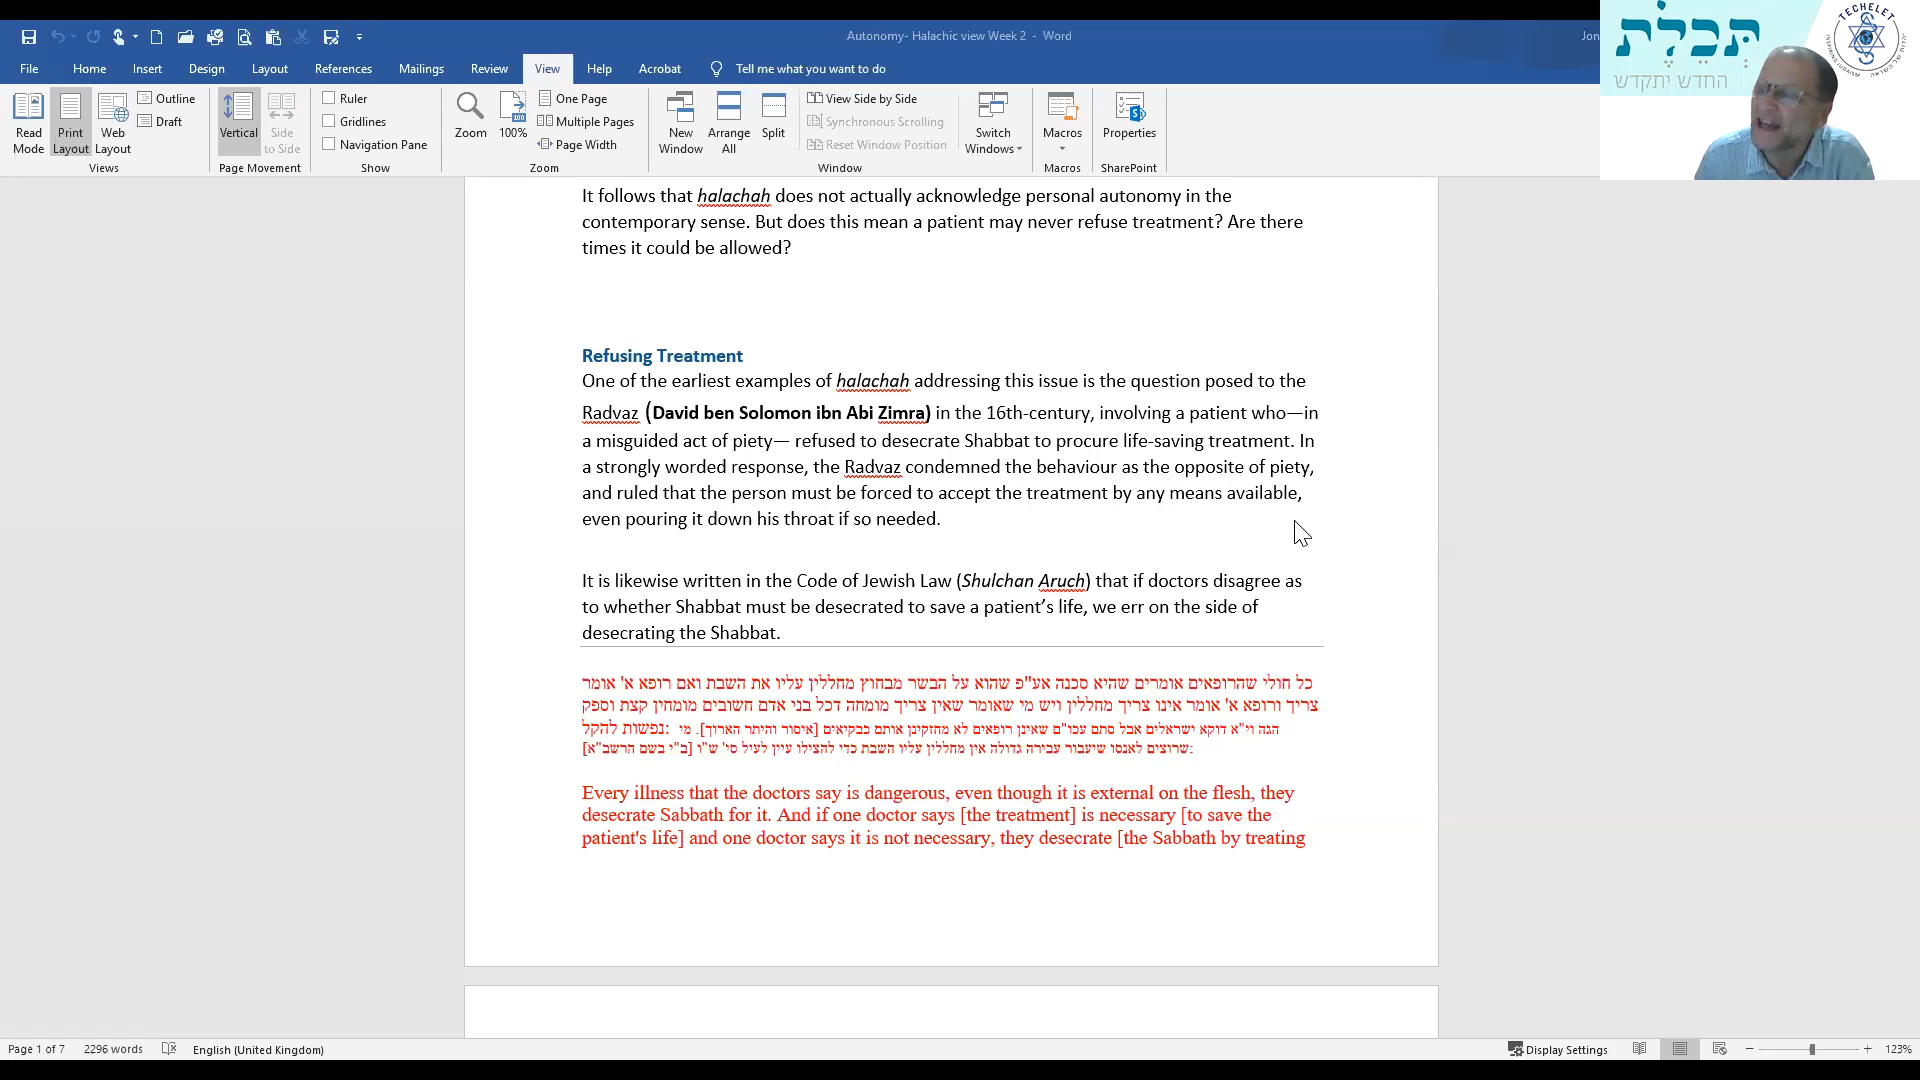 Autonomy- Halachic view Week 2 - Word
Jon
File Home Insert Design Layout References Mailings Review View Help Acrobat Tell me what you want to do
תְּכֵלֶת
החדש יתקדש
TECHELET
Read Mode
Print Layout
Web Layout
Outline
Draft
Views
Vertical
Side to Side
Page Movement
Ruler
Gridlines
Navigation Pane
Show
Zoom
100%
One Page
Multiple Pages
Page Width
Zoom
New Window
Arrange All
Split
View Side by Side
Synchronous Scrolling
Reset Window Position
Window
Switch Windows
Macros
Macros
Properties
SharePoint
It follows that halachah does not actually acknowledge personal autonomy in the
contemporary sense. But does this mean a patient may never refuse treatment? Are there
times it could be allowed?
Refusing Treatment
One of the earliest examples of halachah addressing this issue is the question posed to the
Radvaz (David ben Solomon ibn Abi Zimra) in the 16th-century, involving a patient who—in
a misguided act of piety— refused to desecrate Shabbat to procure life-saving treatment. In
a strongly worded response, the Radvaz condemned the behaviour as the opposite of piety,
and ruled that the person must be forced to accept the treatment by any means available,
even pouring it down his throat if so needed.
It is likewise written in the Code of Jewish Law (Shulchan Aruch) that if doctors disagree as
to whether Shabbat must be desecrated to save a patient’s life, we err on the side of
desecrating the Shabbat.
כל חולי שהרופאים אומרים שהיא סכנה אע"פ שהוא על הבשר מבחוץ מחללין עליו את השבת ואם רופא א' אומר
צריך ורופא א' אומר אינו צריך מחללין ויש מי שאומר שאין צריך מומחה דכל בני אדם חשובים מומחין קצת וספק
נפשות להקל: הגה וי"א דוקא ישראלים אבל סתם עכו"ם שאינן רופאים לא מחזקינן אותם כבקיאים [איסור והיתר הארוך]. מי
שרוצים לאנסו שיעבור עבירה גדולה אין מחללין עליו השבת כדי להצילו עיין לעיל סי' ש"ו [ב"י בשם הרשב"א]:
Every illness that the doctors say is dangerous, even though it is external on the flesh, they
desecrate Sabbath for it. And if one doctor says [the treatment] is necessary [to save the
patient's life] and one doctor says it is not necessary, they desecrate [the Sabbath by treating
Page 1 of 7 2296 words English (United Kingdom) Display Settings 123%